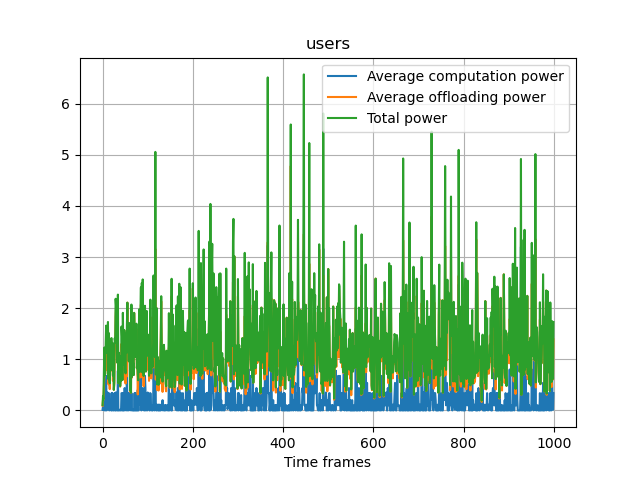 users
Average computation power
Average offloading power
Total power
6
5
4
3
2
1
0
0 200 400 600 800 1000
Time frames